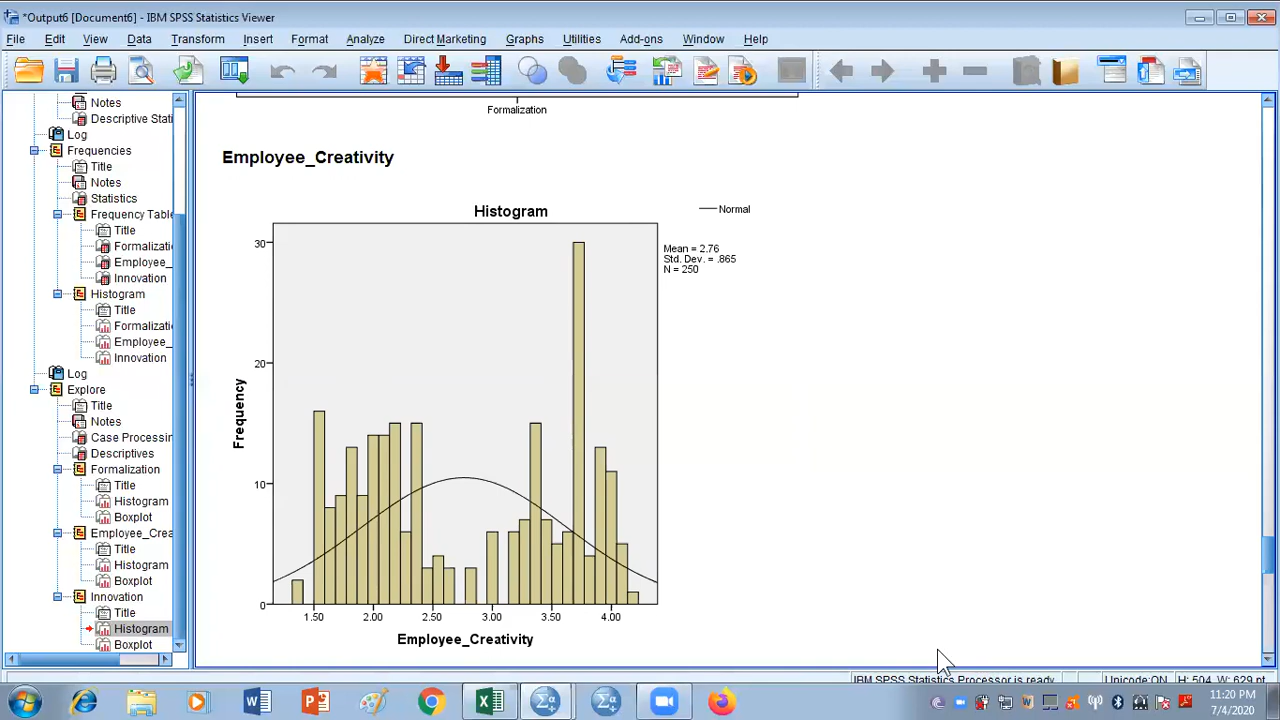 *Output6 [Document6] - IBM SPSS Statistics Viewer
File Edit View Data Transform Insert Format Analyze Direct Marketing Graphs Utilities Add-ons Window Help
Notes
Descriptive Stati
Log
Frequencies
Title
Notes
Statistics
Frequency Table
Title
Formalizati
Employee_
Innovation
Histogram
Title
Formalizati
Employee_
Innovation
Log
Explore
Title
Notes
Case Processin
Descriptives
Formalization
Title
Histogram
Boxplot
Employee_Crea
Title
Histogram
Boxplot
Innovation
Title
Histogram
Boxplot
Formalization
Employee_Creativity
Histogram
Normal
Mean = 2.76
Std. Dev. = .865
N = 250
30
20
10
0
Frequency
1.50 2.00 2.50 3.00 3.50 4.00
Employee_Creativity
IBM SPSS Statistics Processor is ready
Unicode:ON
H: 504, W: 629 pt
11:20 PM
7/4/2020